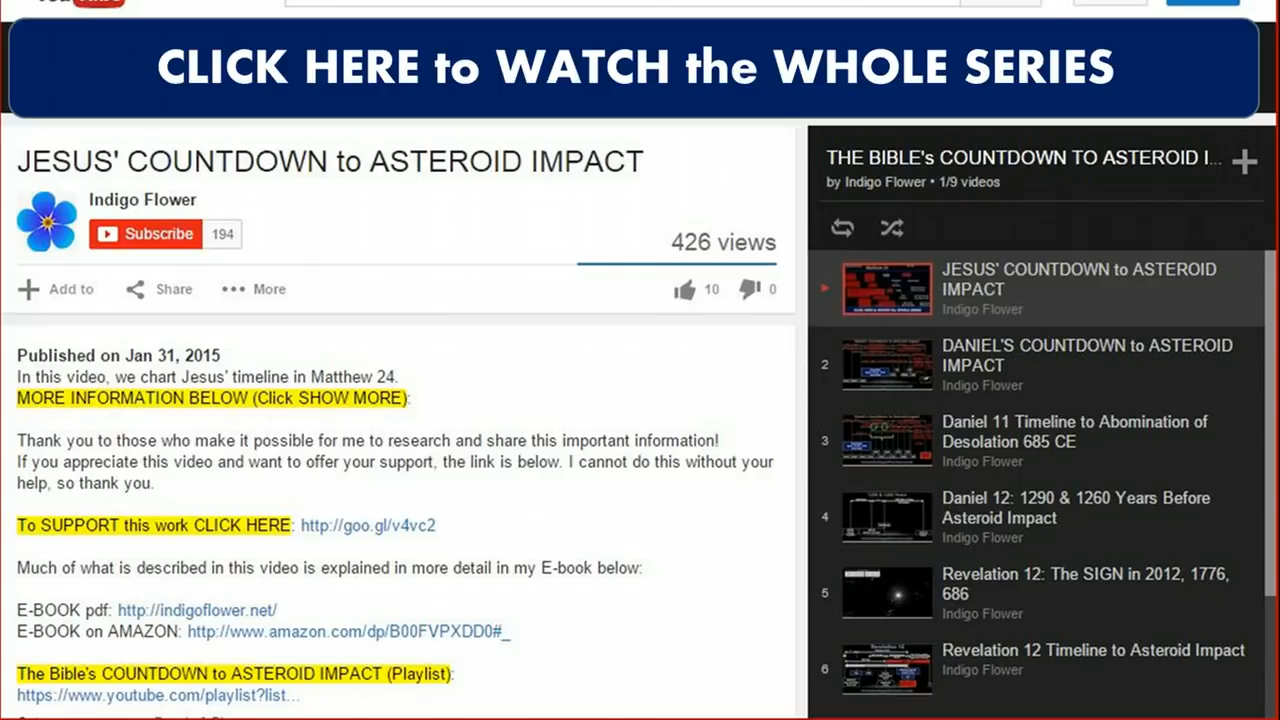 CLICK HERE to WATCH the WHOLE SERIES
JESUS' COUNTDOWN to ASTEROID IMPACT
Indigo Flower
Subscribe 194
426 views
Add to Share More 10 0
Published on Jan 31, 2015
In this video, we chart Jesus' timeline in Matthew 24.
MORE INFORMATION BELOW (Click SHOW MORE):
Thank you to those who make it possible for me to research and share this important information!
If you appreciate this video and want to offer your support, the link is below. I cannot do this without your
help, so thank you.
To SUPPORT this work CLICK HERE: http://goo.gl/v4vc2
Much of what is described in this video is explained in more detail in my E-book below:
E-BOOK pdf: http://indigoflower.net/
E-BOOK on AMAZON: http://www.amazon.com/dp/B00FVPXDD0#_
The Bible's COUNTDOWN to ASTEROID IMPACT (Playlist):
https://www.youtube.com/playlist?list...
THE BIBLE's COUNTDOWN TO ASTEROID I...
by Indigo Flower • 1/9 videos
JESUS' COUNTDOWN to ASTEROID
IMPACT
Indigo Flower
2
DANIEL'S COUNTDOWN to ASTEROID
IMPACT
Indigo Flower
3
Daniel 11 Timeline to Abomination of
Desolation 685 CE
Indigo Flower
4
Daniel 12: 1290 & 1260 Years Before
Asteroid Impact
Indigo Flower
5
Revelation 12: The SIGN in 2012, 1776,
686
Indigo Flower
6
Revelation 12 Timeline to Asteroid Impact
Indigo Flower